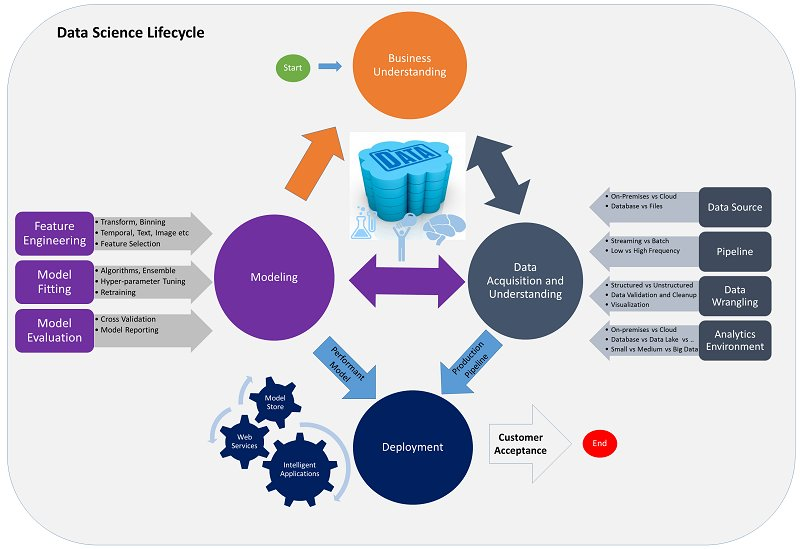 Data Science Lifecycle
Start
Business
Understanding
DATA
Feature
Engineering
• Transform, Binning
• Temporal, Text, Image etc
• Feature Selection
Model
Fitting
• Algorithms, Ensemble
• Hyper-parameter Tuning
• Retraining
Model
Evaluation
• Cross Validation
• Model Reporting
Modeling
Data
Acquisition and
Understanding
• On-Premises vs Cloud
• Database vs Files
Data Source
• Streaming vs Batch
• Low vs High Frequency
Pipeline
• Structured vs Unstructured
• Data Validation and Cleanup
• Visualization
Data
Wrangling
• On-premises vs Cloud
• Database vs Data Lake vs ..
• Small vs Medium vs Big Data
Analytics
Environment
Performant
Model
Production
Pipeline
Model
Store
Web
Services
Intelligent
Applications
Deployment
Customer
Acceptance
End